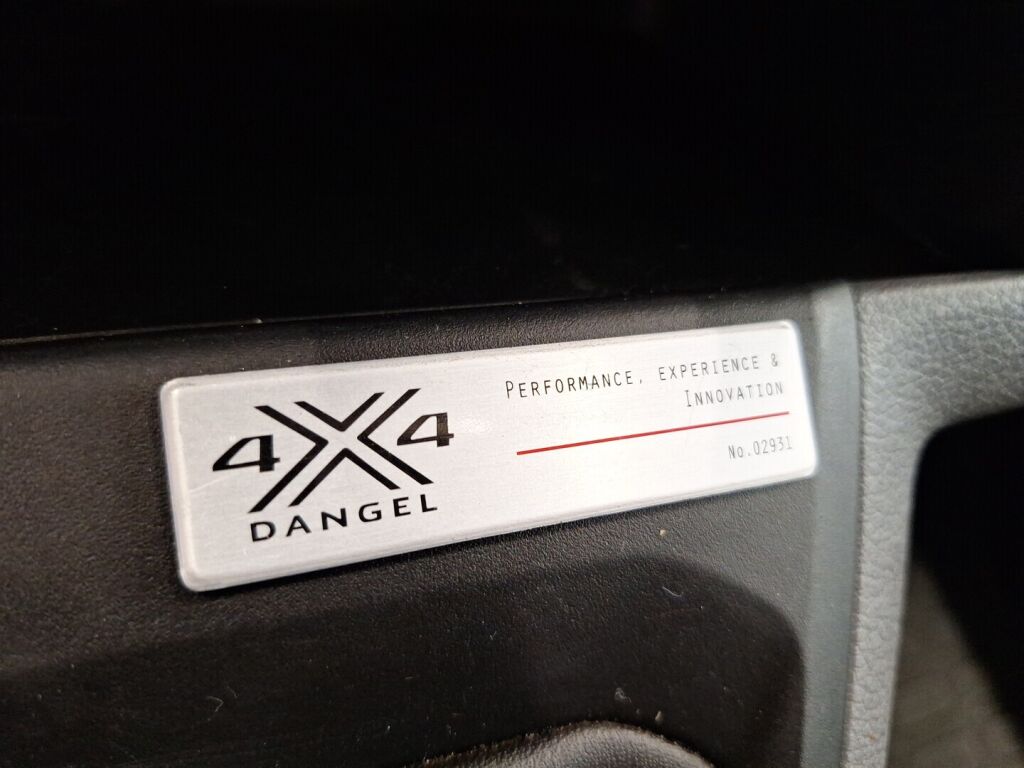 4X4
DANGEL
PERFORMANCE, EXPERIENCE &
INNOVATION
No.02931